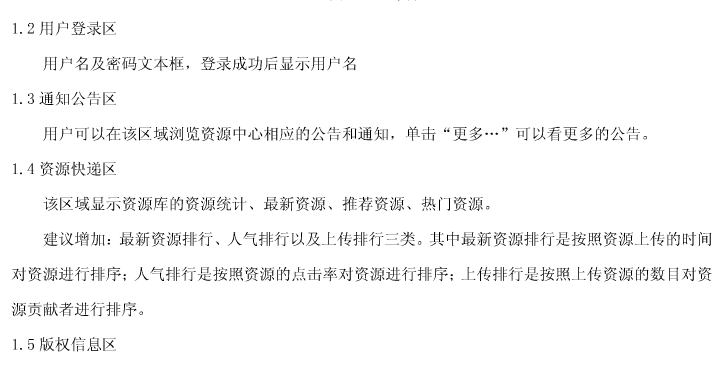 1.2 用户登录区
用户名及密码文本框，登录成功后显示用户名
1.3 通知公告区
用户可以在该区域浏览资源中心相应的公告和通知，单击“更多…”可以看更多的公告。
1.4 资源快递区
该区域显示资源库的资源统计、最新资源、推荐资源、热门资源。
建议增加：最新资源排行、人气排行以及上传排行三类。其中最新资源排行是按照资源上传的时间
对资源进行排序；人气排行是按照资源的点击率对资源进行排序；上传排行是按照上传资源的数目对资
源贡献者进行排序。
1.5 版权信息区